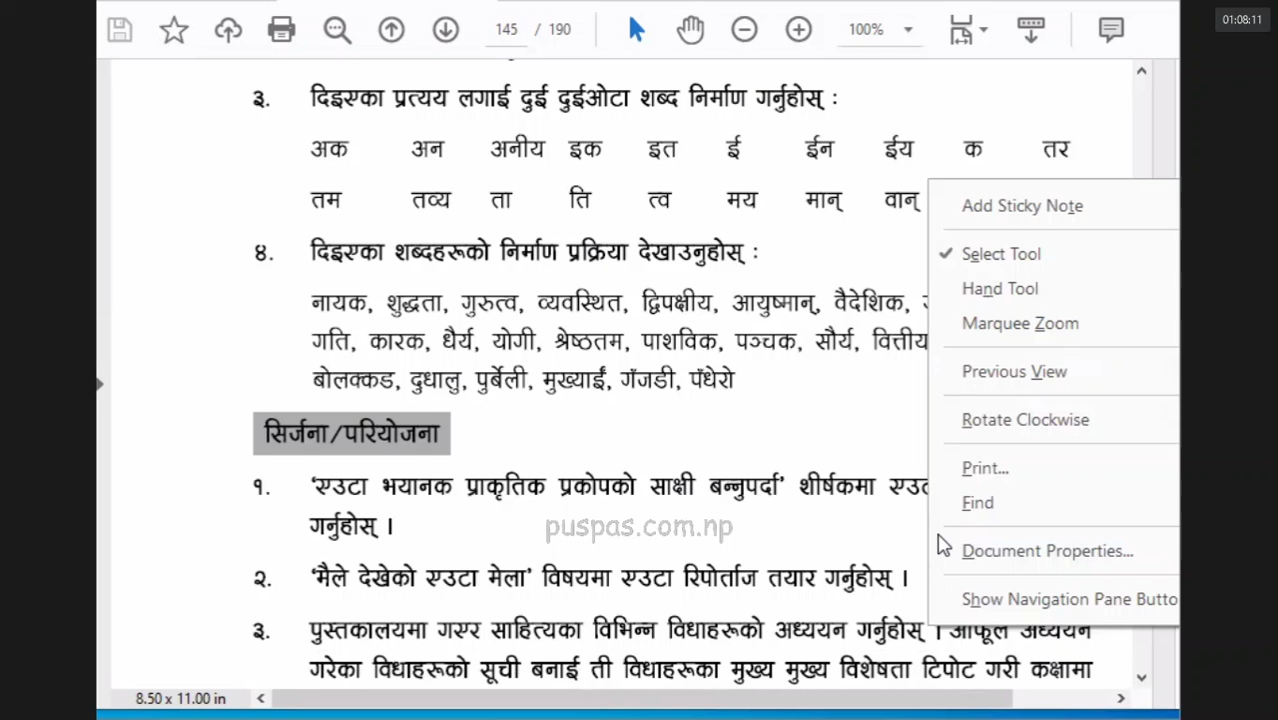 01:08:11
145 / 190 100%
३. दिइएका प्रत्यय लगाई दुई दुईओटा शब्द निर्माण गर्नुहोस् :
अक अन अनीय इक इत ई ईन ईय क तर
तम तव्य ता ति त्व मय मान् वान्
४. दिइएका शब्दहरूको निर्माण प्रक्रिया देखाउनुहोस् :
नायक, शुद्धता, गुरुत्व, व्यवस्थित, द्विपक्षीय, आयुष्मान्, वैदेशिक,
गति, कारक, धैर्य, योगी, श्रेष्ठतम, पाशविक, पञ्चक, सौर्य, वित्तीय
बोलक्कड, दुधालु, पुर्बेली, मुख्याइँ, गँजडी, पँधेरो
सिर्जना/परियोजना
१. ‘एउटा भयानक प्राकृतिक प्रकोपको साक्षी बन्नुपर्दा’ शीर्षकमा
गर्नुहोस् ।
puspas.com.np
२. ‘मैले देखेको एउटा मेला’ विषयमा एउटा रिपोर्ताज तयार गर्नुहोस् ।
३. पुस्तकालयमा गएर साहित्यका विभिन्न विधाहरूको अध्ययन गर्नुहोस् । आफूले अध्ययन
गरेका विधाहरूको सूची बनाई ती विधाहरूका मुख्य मुख्य विशेषता टिपोट गरी कक्षामा
8.50 x 11.00 in
Add Sticky Note
Select Tool
Hand Tool
Marquee Zoom
Previous View
Rotate Clockwise
Print...
Find
Document Properties...
Show Navigation Pane Butto